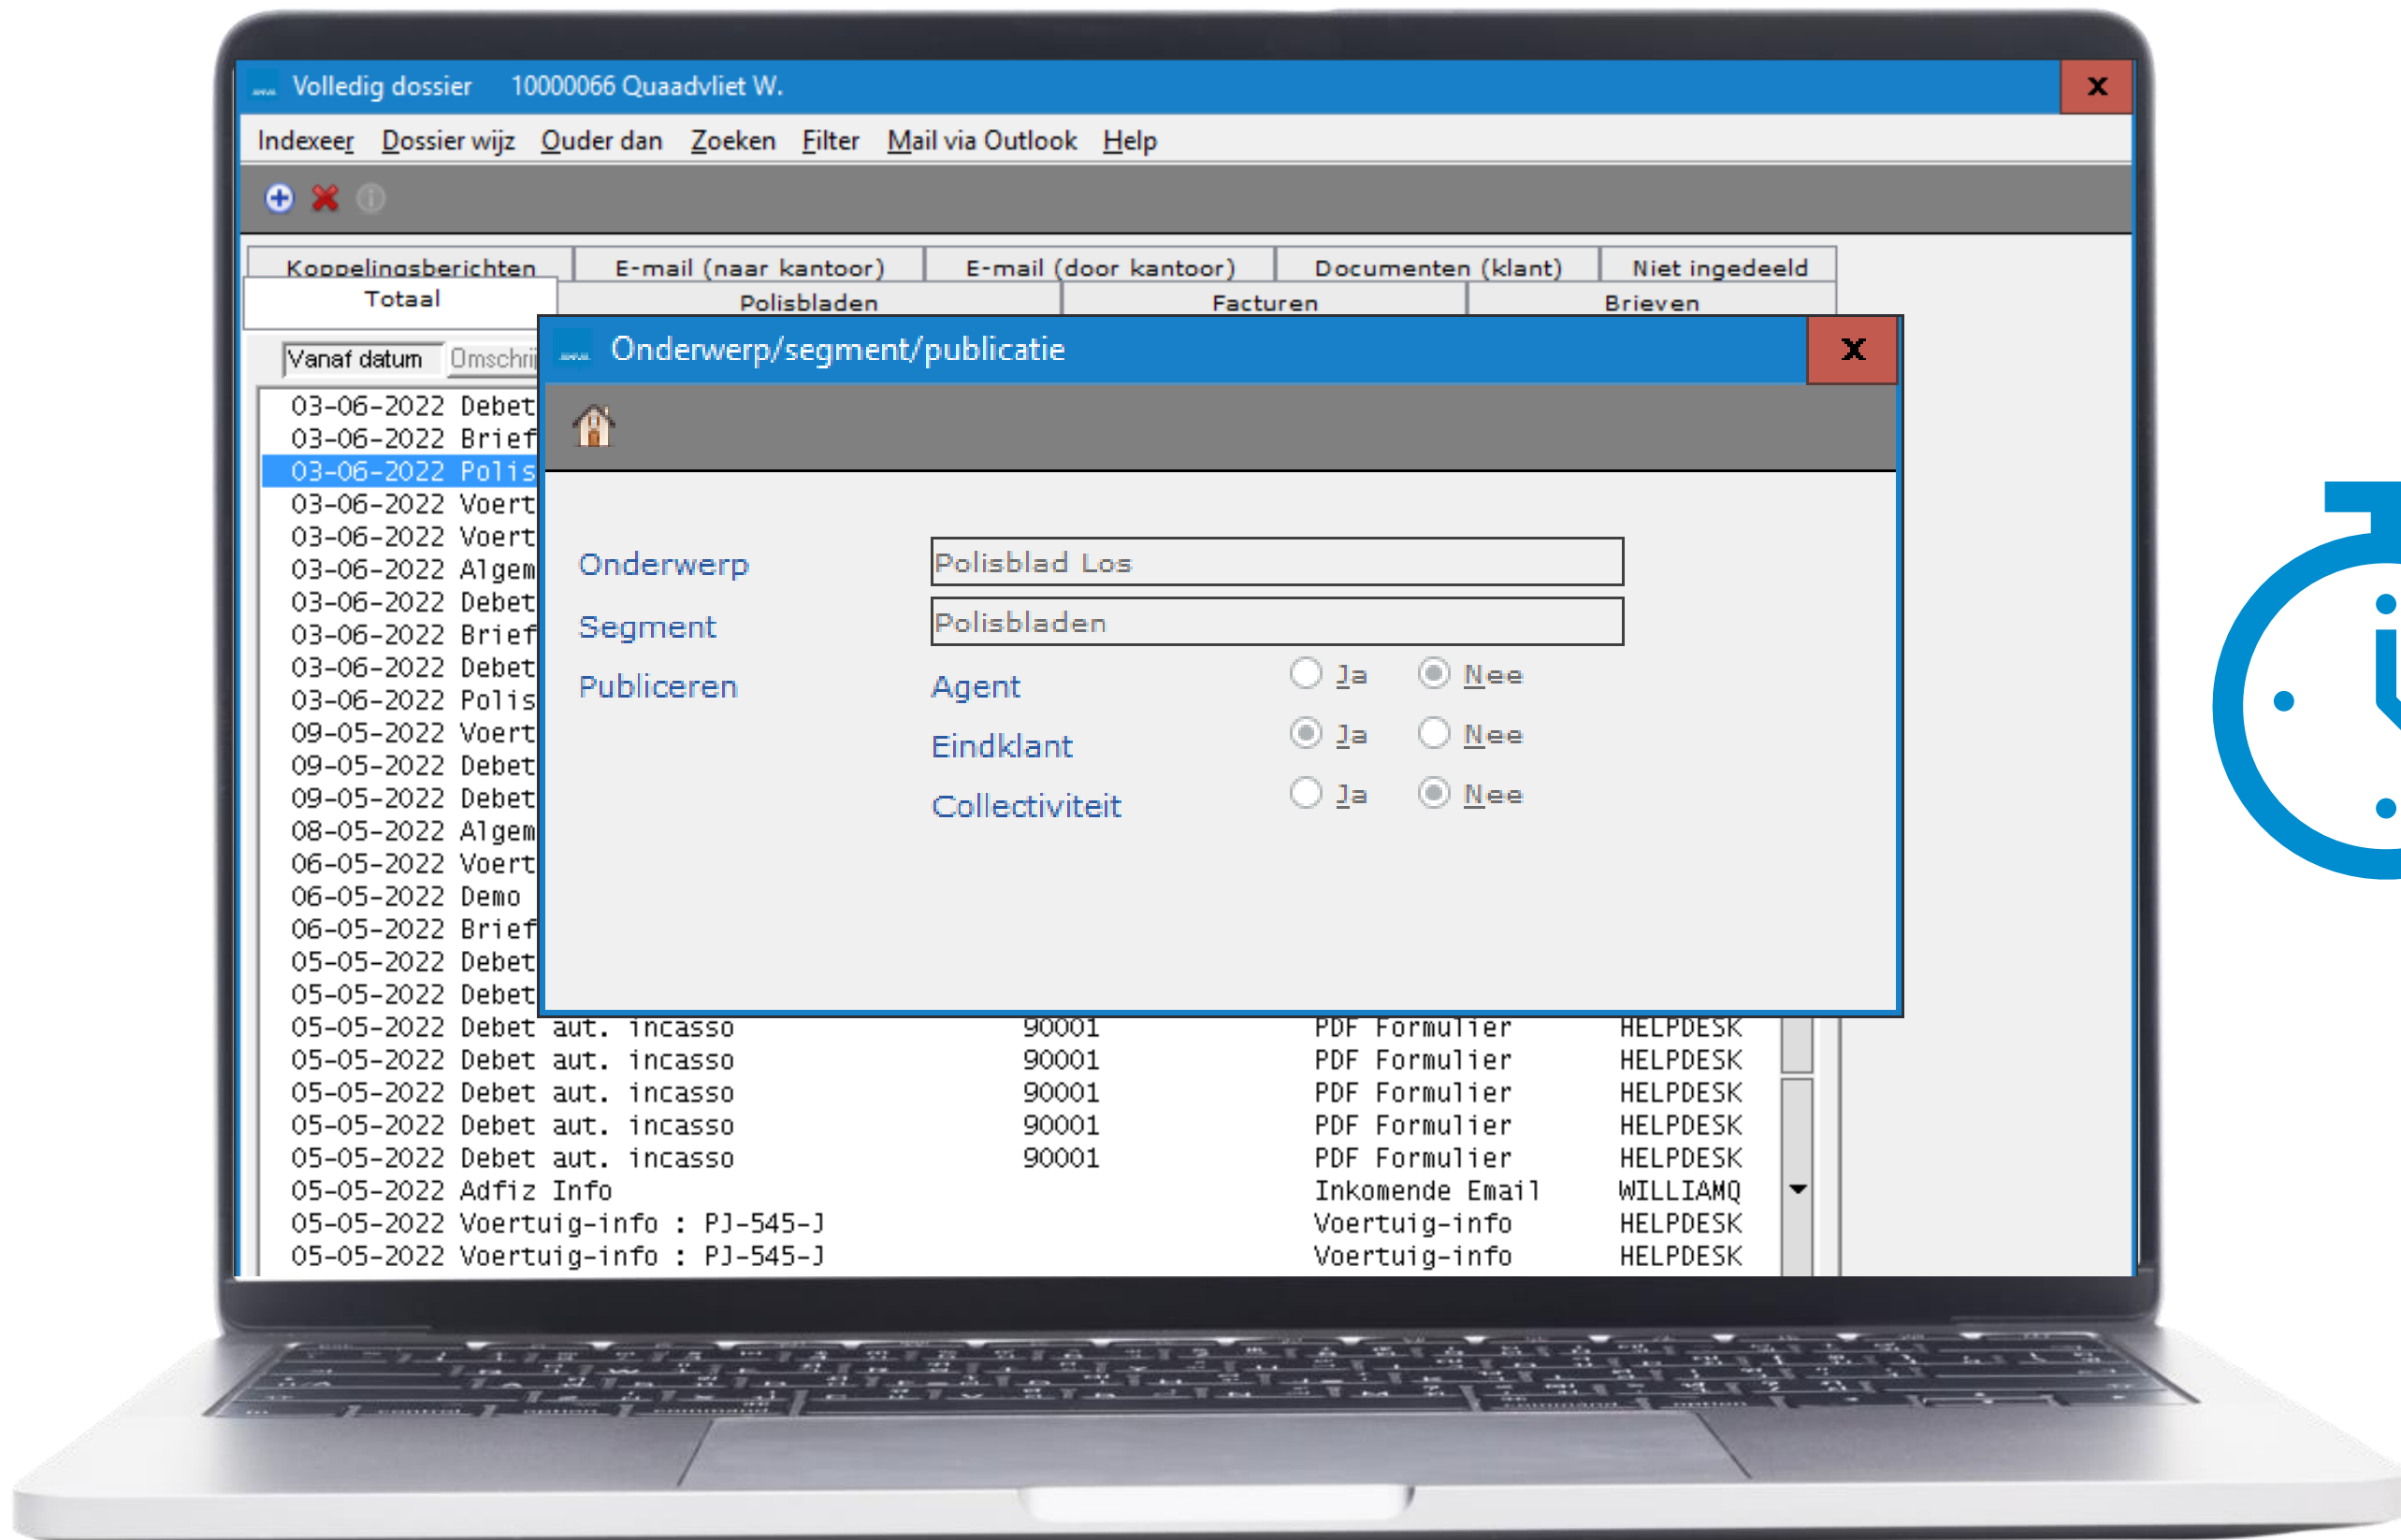 Volledig dossier 10000066 Quaadvliet W. x
Indexeer Dossier wijz Ouder dan Zoeken Filter Mail via Outlook Help
Koppelingsberichten E-mail (naar kantoor) E-mail (door kantoor) Documenten (klant) Niet ingedeeld
Totaal Polisbladen Facturen Brieven
Vanaf datum Omschrij
Onderwerp/segment/publicatie x
03-06-2022 Debet
03-06-2022 Brief
03-06-2022 Polis
03-06-2022 Voert
03-06-2022 Voert
03-06-2022 Algem
03-06-2022 Debet
03-06-2022 Brief
03-06-2022 Debet
03-06-2022 Polis
09-05-2022 Voert
09-05-2022 Debet
09-05-2022 Debet
08-05-2022 Algem
06-05-2022 Voert
06-05-2022 Demo
06-05-2022 Brief
05-05-2022 Debet
05-05-2022 Debet
Onderwerp Polisblad Los
Segment Polisbladen
Publiceren Agent Ja Nee
Eindklant Ja Nee
Collectiviteit Ja Nee
05-05-2022 Debet aut. incasso 90001 PDF Formulier HELPDESK
05-05-2022 Debet aut. incasso 90001 PDF Formulier HELPDESK
05-05-2022 Debet aut. incasso 90001 PDF Formulier HELPDESK
05-05-2022 Debet aut. incasso 90001 PDF Formulier HELPDESK
05-05-2022 Debet aut. incasso 90001 PDF Formulier HELPDESK
05-05-2022 Adfiz Info Inkomende Email WILLIAMQ
05-05-2022 Voertuig-info : PJ-545-J Voertuig-info HELPDESK
05-05-2022 Voertuig-info : PJ-545-J Voertuig-info HELPDESK
control option command command option